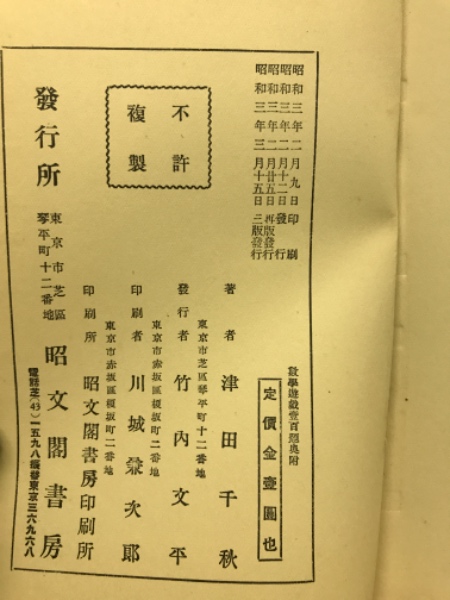 昭和三年二月九日印刷
昭和三年二月十二日發行
昭和三年二月廿五日再版發行
昭和三年三月十五日三版發行
不許
複製
數學遊戯壹百題奥附
定價金壹圓也
著者 津田千秋
東京市芝區琴平町十二番地
發行者 竹内文平
東京市赤坂區榎坂町二番地
印刷者 川城兼次郎
東京市赤坂區榎坂町二番地
印刷所 昭文閣書房印刷所
發行所
東京市芝區
琴平町十二番地
昭文閣書房
電話芝(43)一五九八振替東京三六九六八